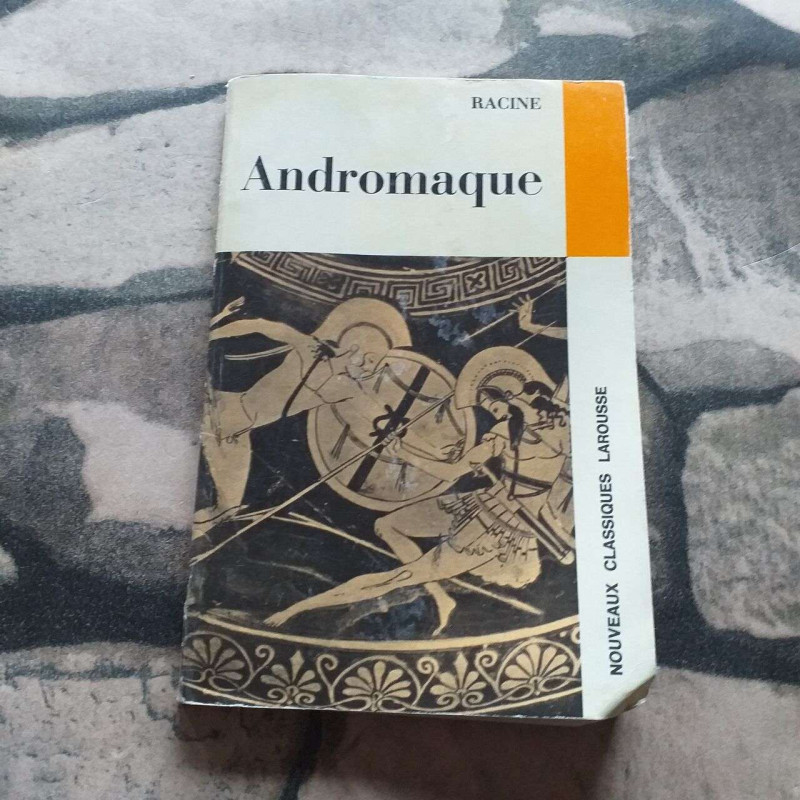 RACINE
Andromaque
NOUVEAUX CLASSIQUES LAROUSSE